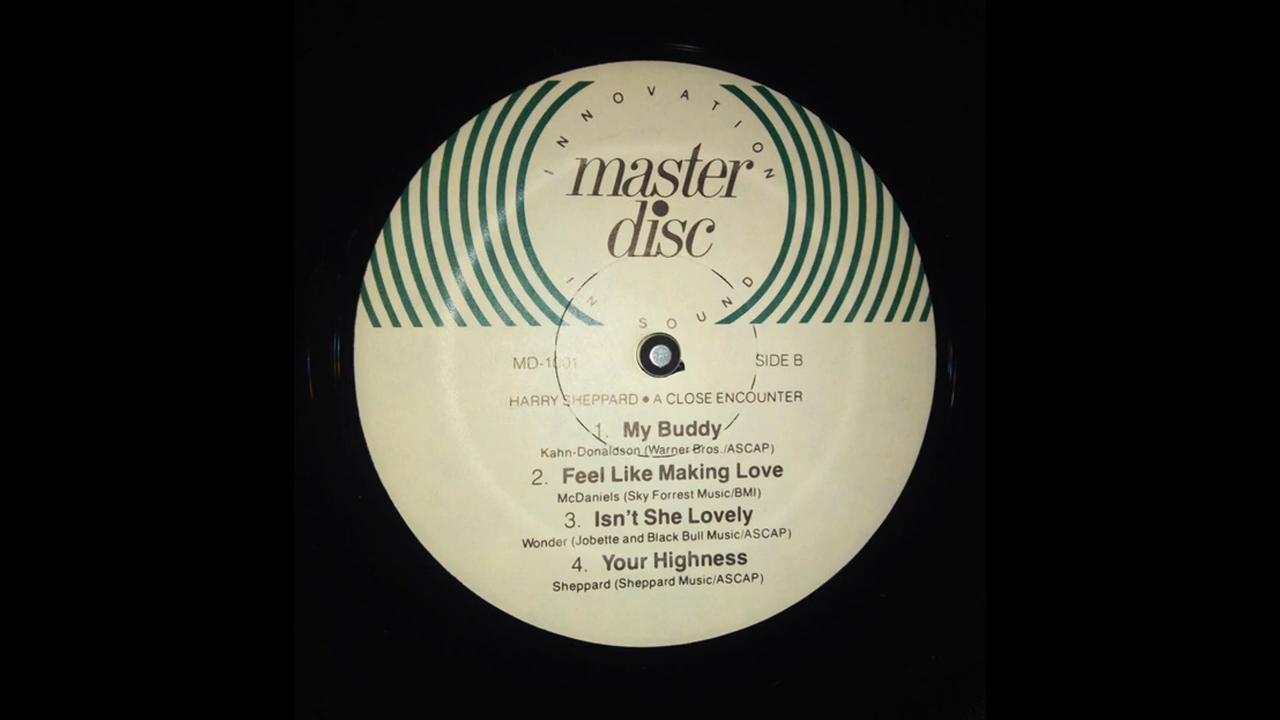 INNOVATION
master
disc
IN SOUND
MD-1001 SIDE B
HARRY SHEPPARD • A CLOSE ENCOUNTER
1. My Buddy
Kahn-Donaldson (Warner Bros./ASCAP)
2. Feel Like Making Love
McDaniels (Sky Forrest Music/BMI)
3. Isn't She Lovely
Wonder (Jobette and Black Bull Music/ASCAP)
4. Your Highness
Sheppard (Sheppard Music/ASCAP)